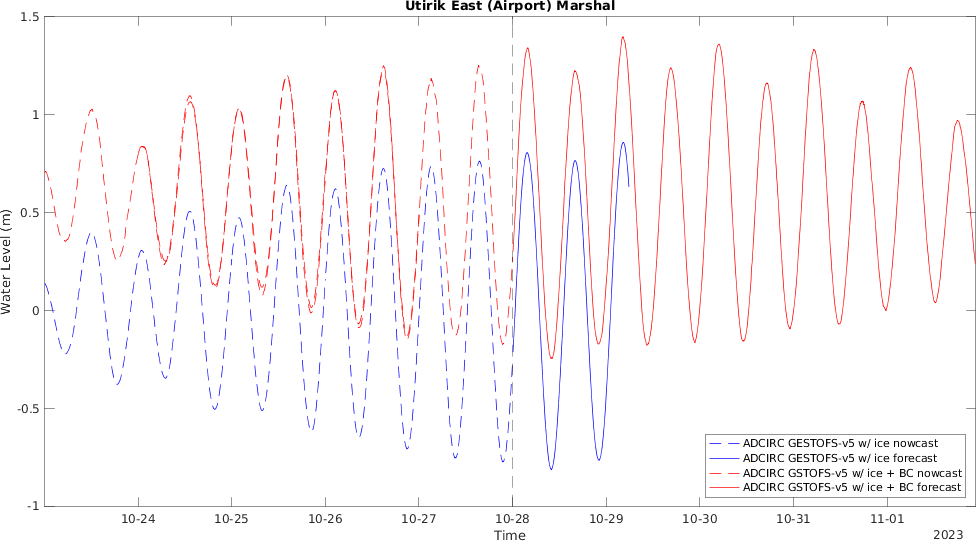 Utirik East (Airport) Marshal
1.5
1
0.5
0
-0.5
-1
Water Level (m)
ADCIRC GESTOFS-v5 w/ ice nowcast
ADCIRC GESTOFS-v5 w/ ice forecast
ADCIRC GSTOFS-v5 w/ ice + BC nowcast
ADCIRC GSTOFS-v5 w/ ice + BC forecast
10-24 10-25 10-26 10-27 10-28 10-29 10-30 10-31 11-01
Time
2023